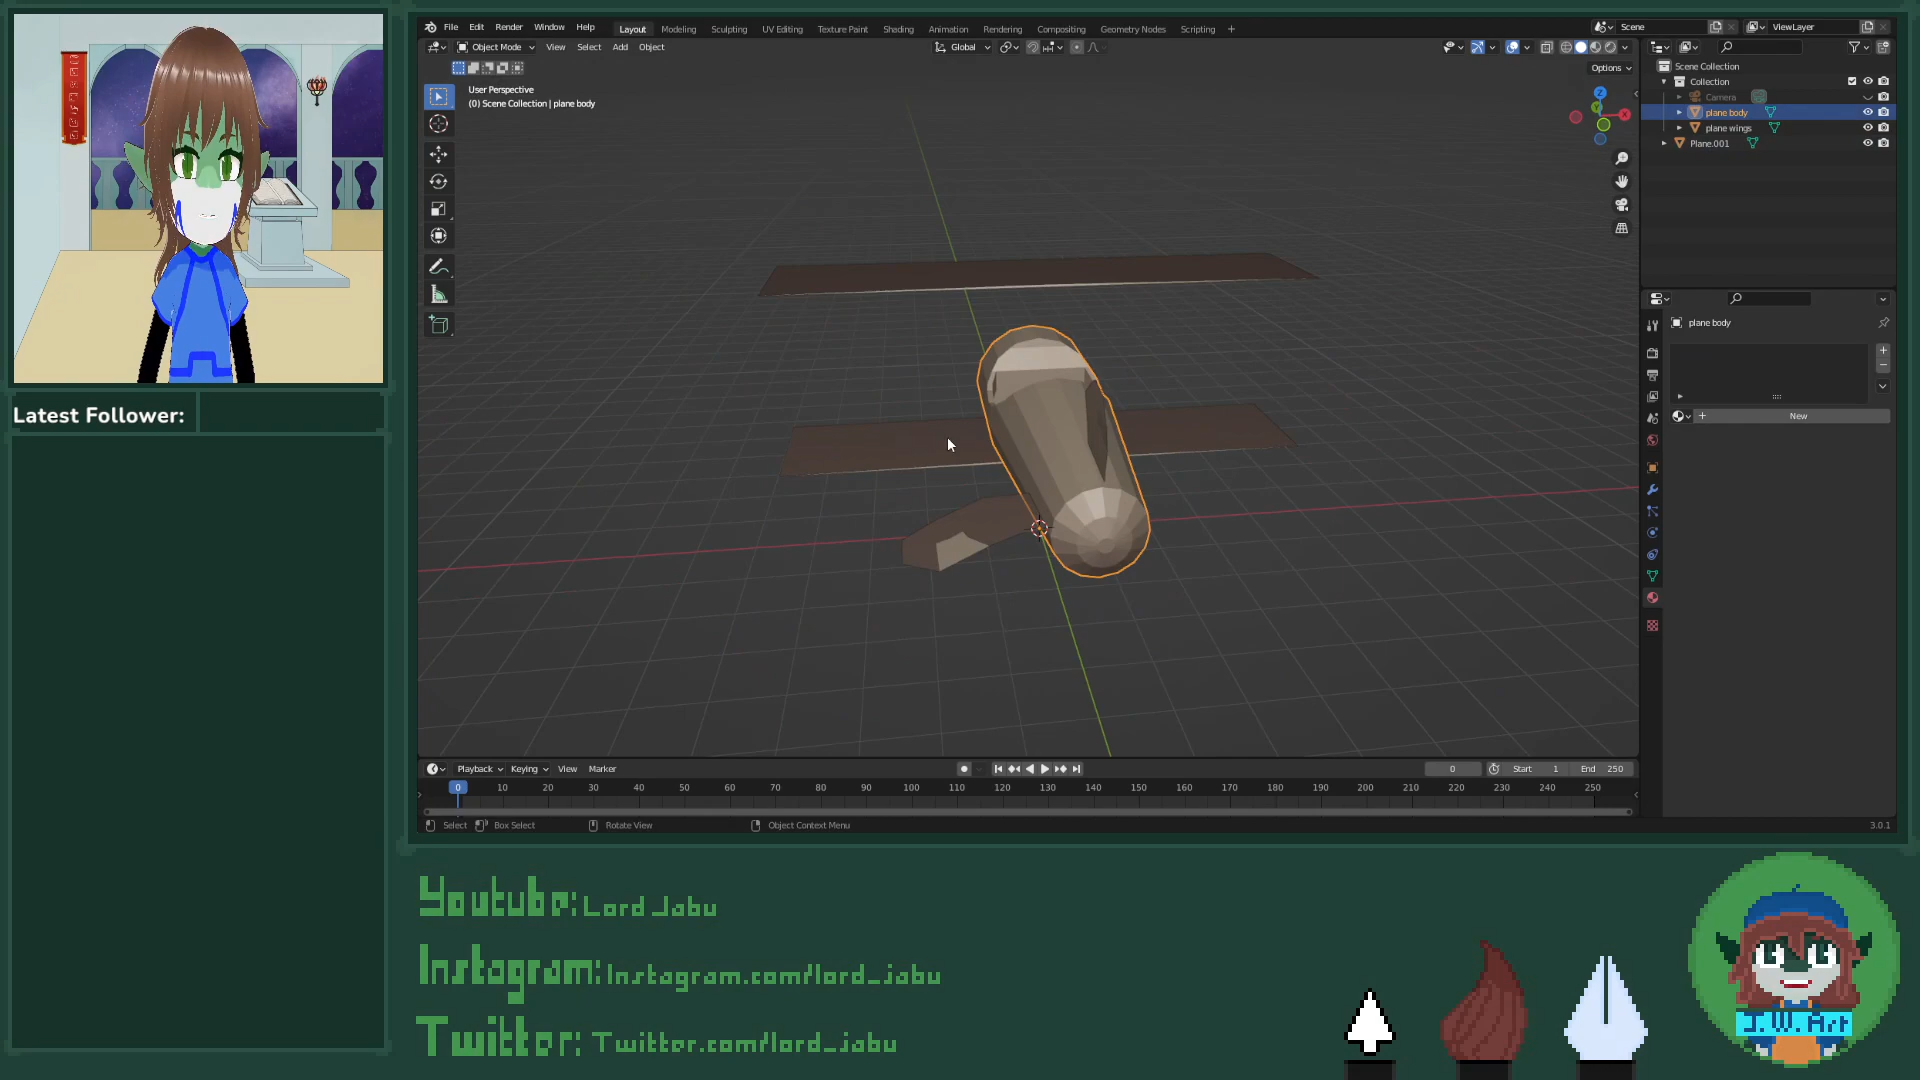 File Edit Render Window Help Layout Modeling Sculpting UV Editing Texture Paint Shading Animation Rendering Compositing Geometry Nodes Scripting + Scene ViewLayer
Object Mode View Select Add Object Global
Options
User Perspective
(0) Scene Collection | plane body
Scene Collection
Collection
Camera
plane body
plane wings
Plane.001
plane body
New
Latest Follower:
Playback Keying View Marker 0 Start 1 End 250
0 10 20 30 40 50 60 70 80 90 100 110 120 130 140 150 160 170 180 190 200 210 220 230 240 250
Select Box Select Rotate View Object Context Menu 3.0.1
Youtube: Lord Jabu
Instagram: Instagram.com/lord_jabu
Twitter: Twitter.com/lord_jabu
J.W. Art